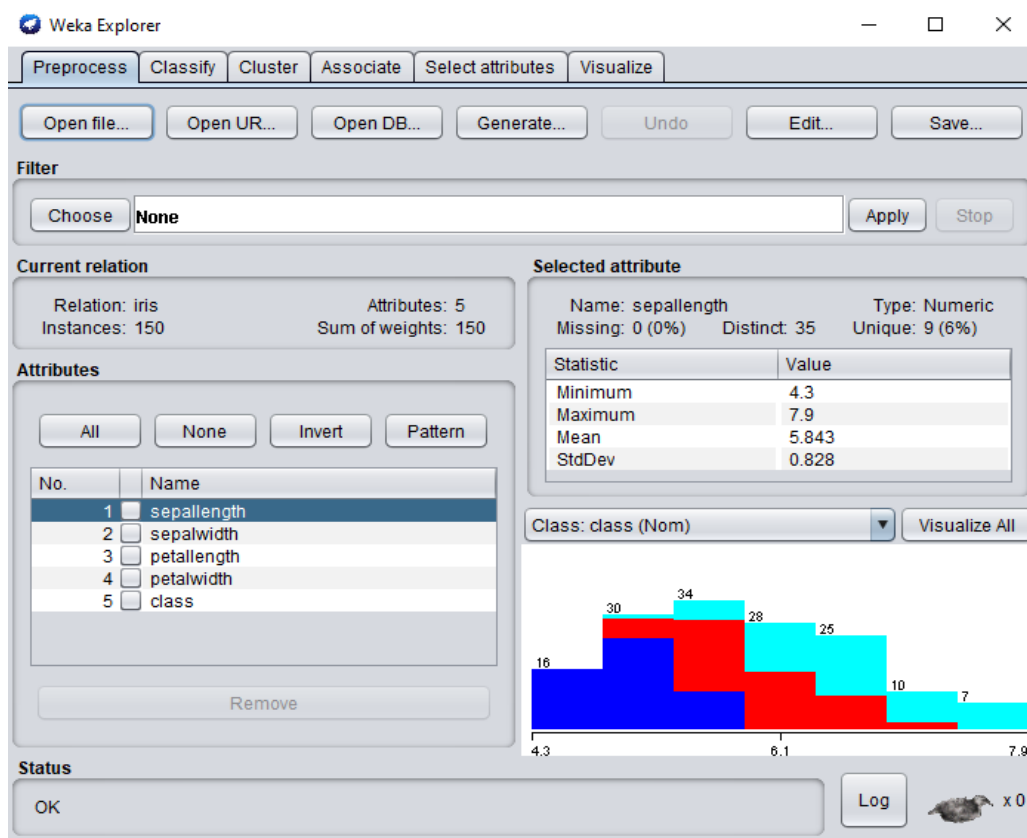 Weka Explorer
Preprocess Classify Cluster Associate Select attributes Visualize
Open file... Open UR... Open DB... Generate... Undo Edit... Save...
Filter
Choose None Apply Stop
Current relation
Relation: iris Attributes: 5
Instances: 150 Sum of weights: 150
Selected attribute
Name: sepallength Type: Numeric
Missing: 0 (0%) Distinct: 35 Unique: 9 (6%)
Statistic Value
Minimum 4.3
Maximum 7.9
Mean 5.843
StdDev 0.828
Attributes
All None Invert Pattern
No. Name
1 sepallength
2 sepalwidth
3 petallength
4 petalwidth
5 class
Remove
Class: class (Nom) Visualize All
16 30 34 28 25 10 7
4.3 6.1 7.9
Status
OK
Log x 0